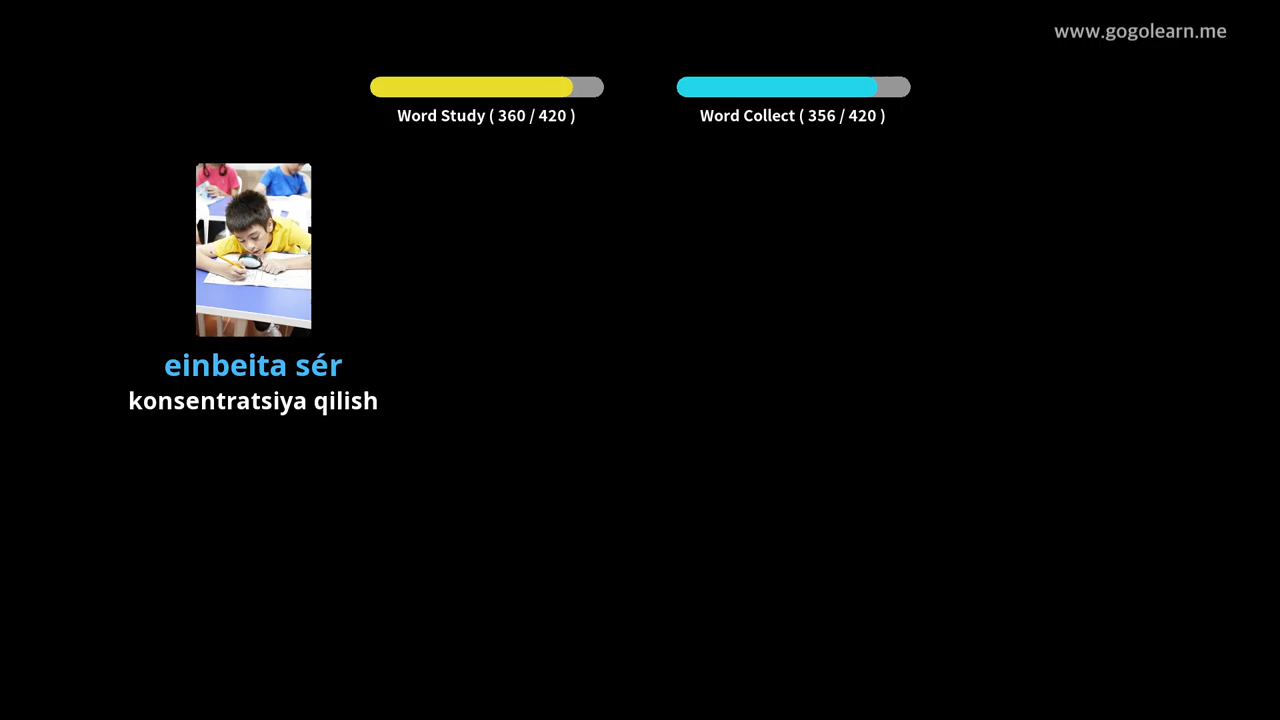 www.gogolearn.me
Word Study ( 360 / 420 )
Word Collect ( 356 / 420 )
einbeita sér
konsentratsiya qilish